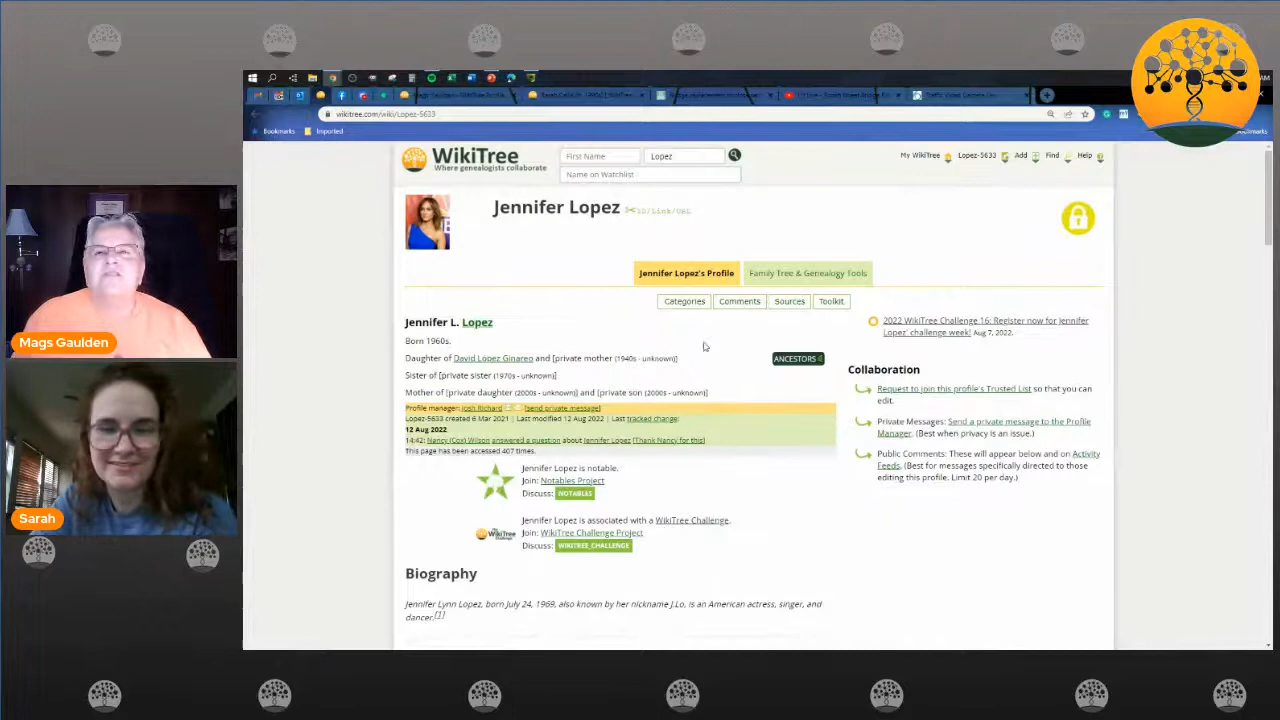 Bookmarks
Imported
wikitree.com/wiki/Lopez-5633
WikiTree
Where genealogists collaborate
First Name
Lopez
Name on Watchlist
My WikiTree
Lopez-5633
Add
Find
Help
Jennifer Lopez
ID/Link/URL
Jennifer Lopez's Profile
Family Tree & Genealogy Tools
Categories
Comments
Sources
Toolkit
Jennifer L. Lopez
Born 1960s.
Daughter of David López Ginareo and [private mother (1940s - unknown)]
ANCESTORS
Sister of [private sister (1970s - unknown)]
Mother of [private daughter (2000s - unknown)] and [private son (2000s - unknown)]
Profile manager: Josh Richard [send private message]
Lopez-5633 created 6 Mar 2021 | Last modified 12 Aug 2022 | Last tracked change:
12 Aug 2022
14:42: Nancy (Cox) Wilson answered a question about Jennifer Lopez [Thank Nancy for this]
This page has been accessed 407 times.
Jennifer Lopez is notable.
Join: Notables Project
Discuss: NOTABLES
Jennifer Lopez is associated with a WikiTree Challenge.
Join: WikiTree Challenge Project
Discuss: WIKITREE_CHALLENGE
Biography
Jennifer Lynn Lopez, born July 24, 1969, also known by her nickname J.Lo, is an American actress, singer, and
dancer.[1]
2022 WikiTree Challenge 16: Register now for Jennifer
Lopez' challenge week! Aug 7, 2022.
Collaboration
Request to join this profile's Trusted List so that you can
edit.
Private Messages: Send a private message to the Profile
Manager. (Best when privacy is an issue.)
Public Comments: These will appear below and on Activity
Feeds. (Best for messages specifically directed to those
editing this profile. Limit 20 per day.)
Mags Gaulden
Sarah